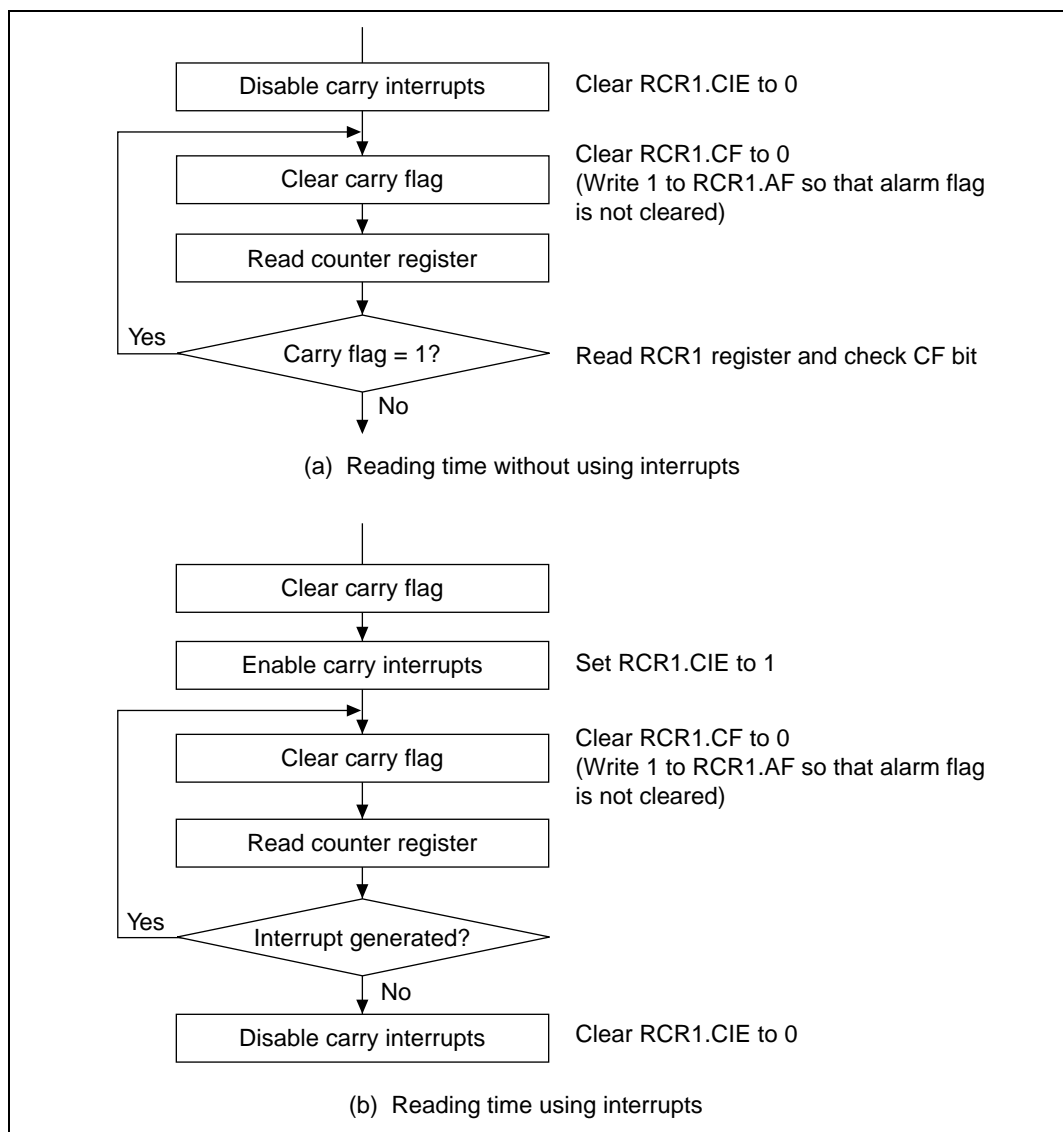 Disable carry interrupts
Clear RCR1.CIE to 0
Clear carry flag
Clear RCR1.CF to 0
(Write 1 to RCR1.AF so that alarm flag
is not cleared)
Read counter register
Yes
Carry flag = 1?
Read RCR1 register and check CF bit
No
(a) Reading time without using interrupts
Clear carry flag
Enable carry interrupts
Set RCR1.CIE to 1
Clear carry flag
Clear RCR1.CF to 0
(Write 1 to RCR1.AF so that alarm flag
is not cleared)
Read counter register
Yes
Interrupt generated?
No
Disable carry interrupts
Clear RCR1.CIE to 0
(b) Reading time using interrupts